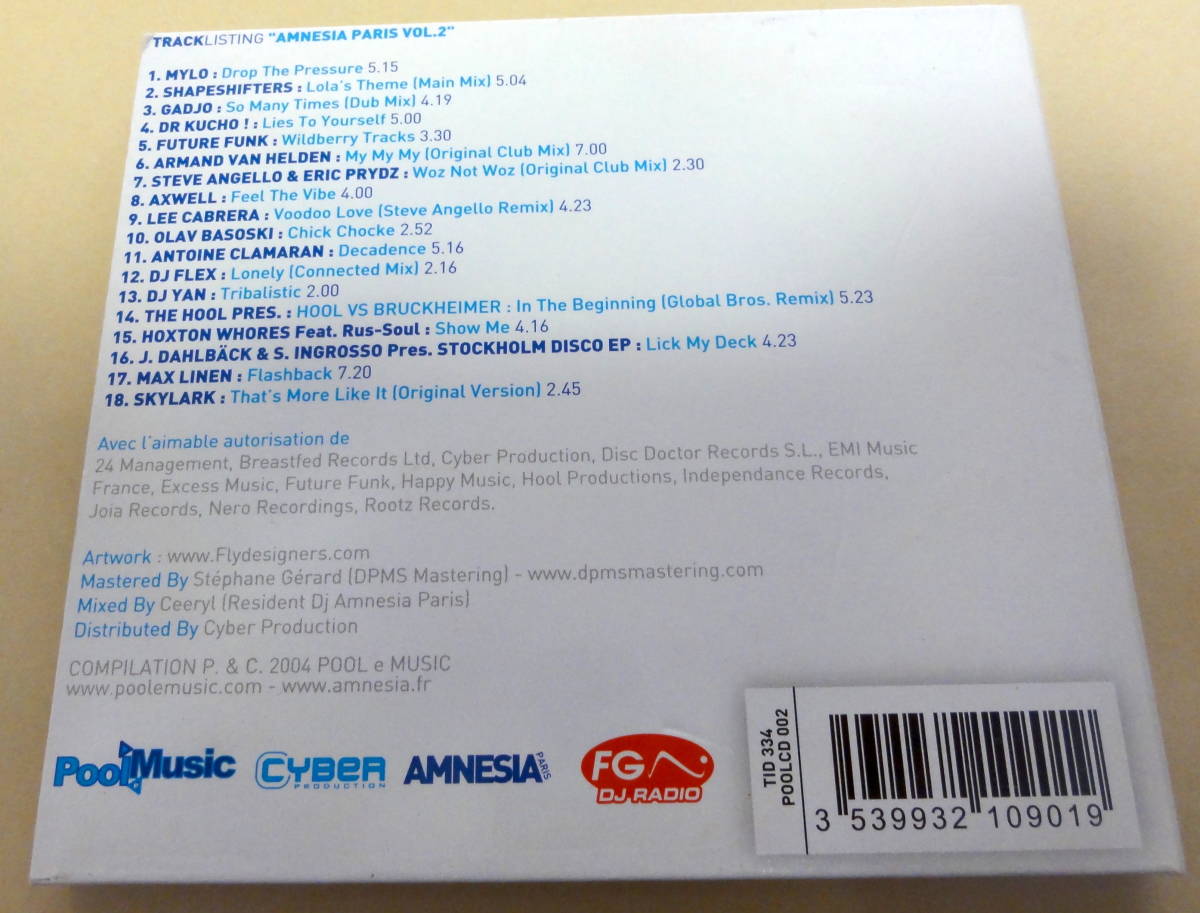 TRACKLISTING "AMNESIA PARIS VOL.2"
1. MYLO : Drop The Pressure 5.15
2. SHAPESHIFTERS : Lola's Theme (Main Mix) 5.04
3. GADJO : So Many Times (Dub Mix) 4.19
4. DR KUCHO ! : Lies To Yourself 5.00
5. FUTURE FUNK : Wildberry Tracks 3.30
6. ARMAND VAN HELDEN : My My My (Original Club Mix) 7.00
7. STEVE ANGELLO & ERIC PRYDZ : Woz Not Woz (Original Club Mix) 2.30
8. AXWELL : Feel The Vibe 4.00
9. LEE CABRERA : Voodoo Love (Steve Angello Remix) 4.23
10. OLAV BASOSKI : Chick Chocke 2.52
11. ANTOINE CLAMARAN : Decadence 5.16
12. DJ FLEX : Lonely (Connected Mix) 2.16
13. DJ YAN : Tribalistic 2.00
14. THE HOOL PRES. : HOOL VS BRUCKHEIMER : In The Beginning (Global Bros. Remix) 5.23
15. HOXTON WHORES Feat. Rus-Soul : Show Me 4.16
16. J. DAHLBÄCK & S. INGROSSO Pres. STOCKHOLM DISCO EP : Lick My Deck 4.23
17. MAX LINEN : Flashback 7.20
18. SKYLARK : That's More Like It (Original Version) 2.45
Avec l'aimable autorisation de
24 Management, Breastfed Records Ltd, Cyber Production, Disc Doctor Records S.L., EMI Music
France, Excess Music, Future Funk, Happy Music, Hool Productions, Independance Records,
Joia Records, Nero Recordings, Rootz Records.
Artwork : www.Flydesigners.com
Mastered By Stéphane Gérard (DPMS Mastering) - www.dpmsmastering.com
Mixed By Ceeryl (Resident Dj Amnesia Paris)
Distributed By Cyber Production
COMPILATION P. & C. 2004 POOL e MUSIC
www.poolemusic.com - www.amnesia.fr
Pool e Music
CYBER PRODUCTION
AMNESIA PARIS
FG DJ RADIO
TID 334
POOLCD 002
3 539932 109019